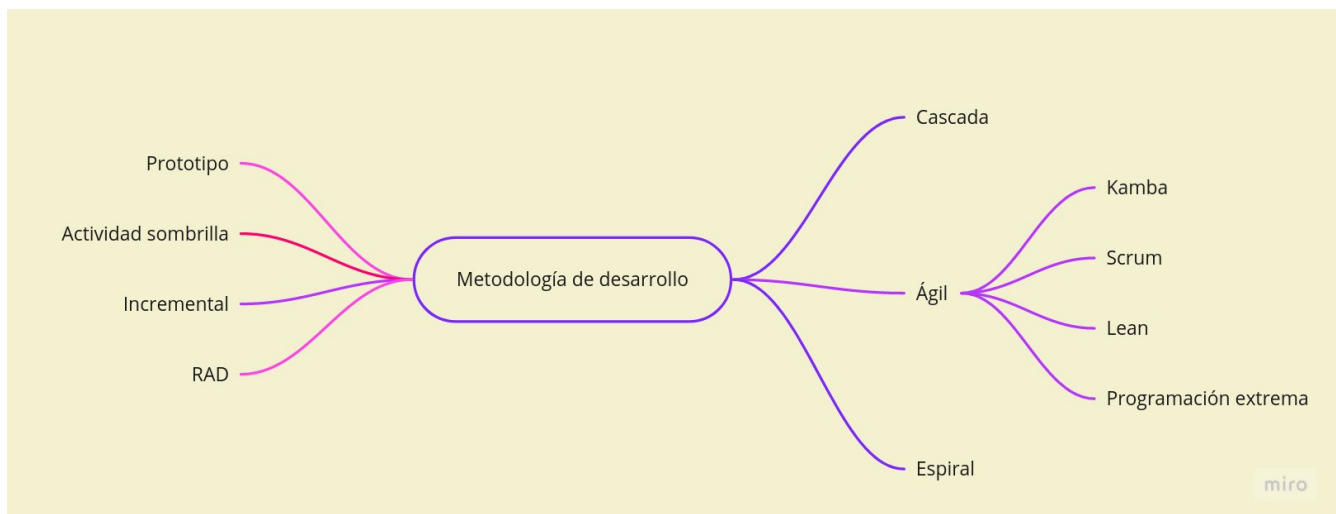 Prototipo
Actividad sombrilla
Incremental
RAD
Metodología de desarrollo
Cascada
Ágil
Kamba
Scrum
Lean
Programación extrema
Espiral
miro